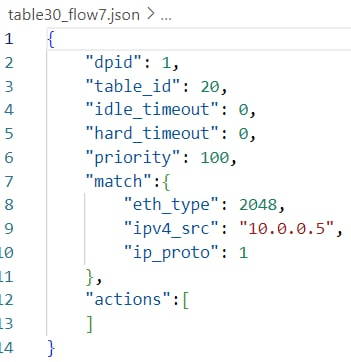 table30_flow7.json > ...
1 {
2 "dpid": 1,
3 "table_id": 20,
4 "idle_timeout": 0,
5 "hard_timeout": 0,
6 "priority": 100,
7 "match":{
8 "eth_type": 2048,
9 "ipv4_src": "10.0.0.5",
10 "ip_proto": 1
11 },
12 "actions":[
13 ]
14 }